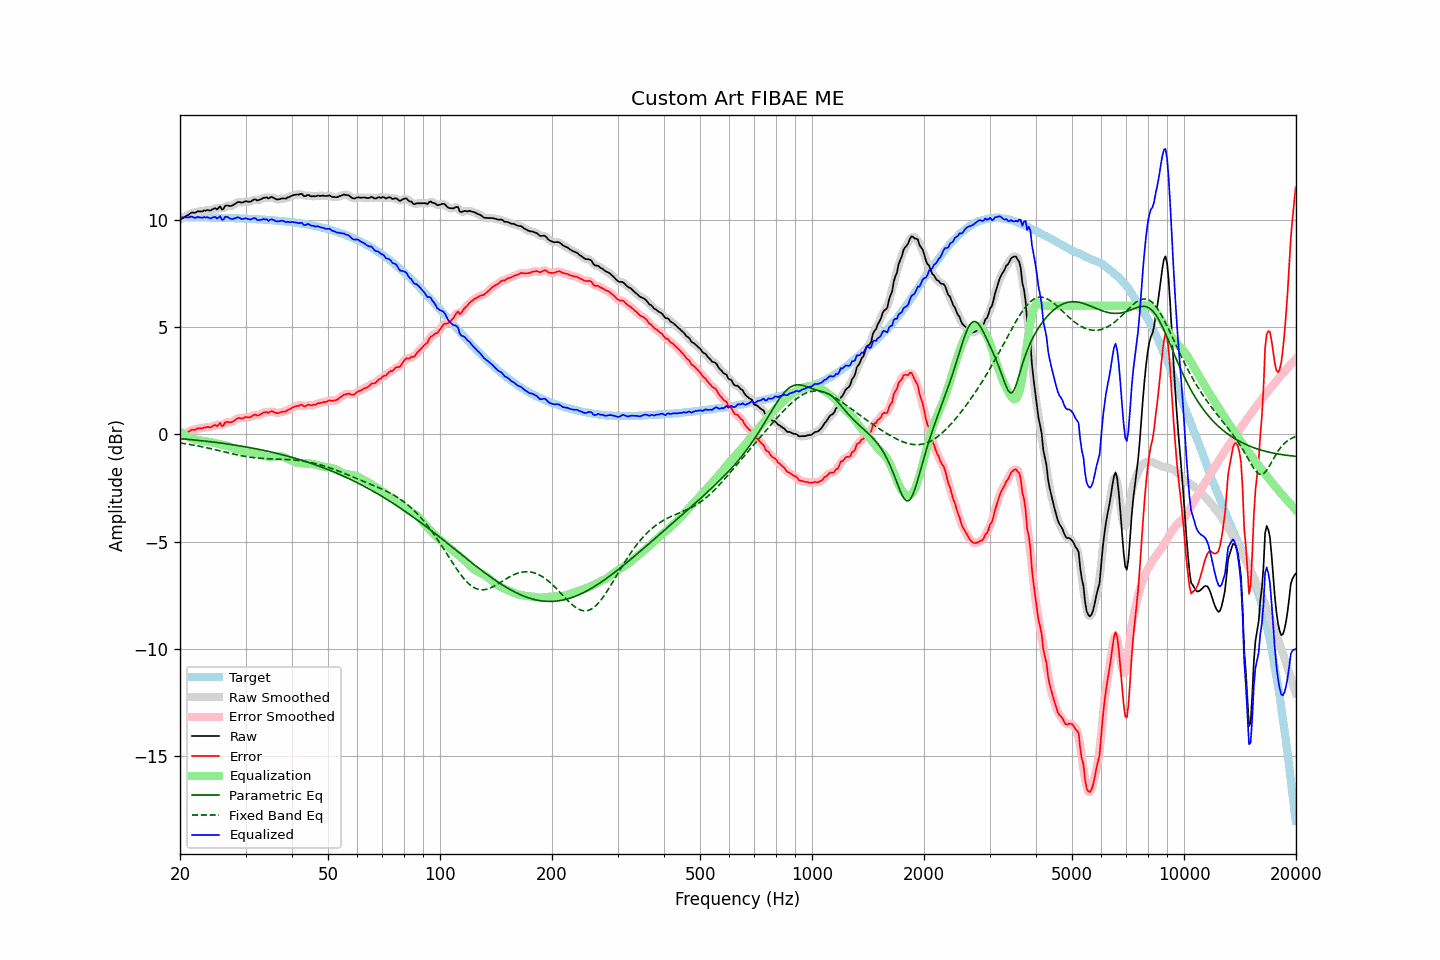 Custom Art FIBAE ME
Amplitude (dBr)
10
5
0
−5
−10
−15
Target
Raw Smoothed
Error Smoothed
Raw
Error
Equalization
Parametric Eq
Fixed Band Eq
Equalized
20 50 100 200 500 1000 2000 5000 10000 20000
Frequency (Hz)